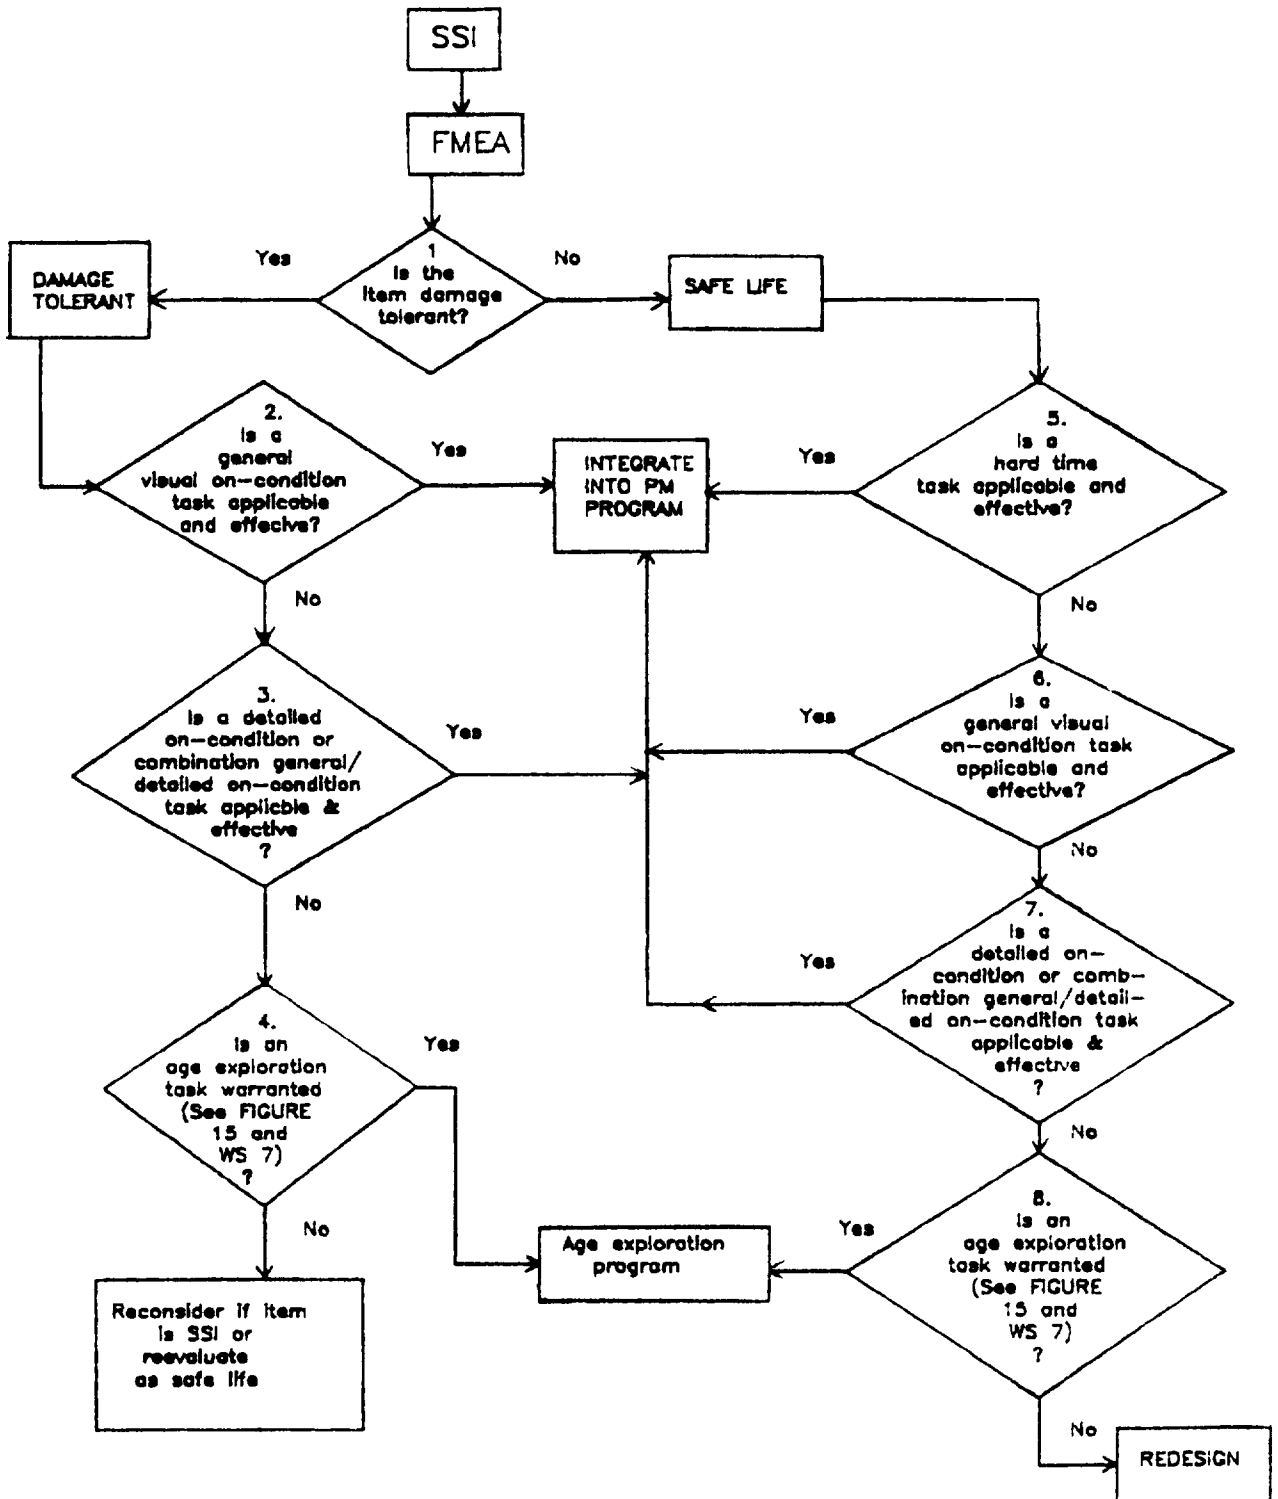 SSI
FMEA
Yes
1
Is the
Item damage
tolerant?
No
DAMAGE
TOLERANT
SAFE LIFE
2.
Is a
general
visual on-condition
task applicable
and effecive?
Yes
INTEGRATE
INTO PM
PROGRAM
Yes
5.
Is a
hard time
task applicable and
effective?
No
No
3.
Is a detailed
on-condition or
combination general/
detailed on-condition
task applicble &
effective
?
Yes
Yes
6.
Is a
general visual
on-condition task
applicable and
effective?
No
No
Yes
7.
Is a
detailed on-
condition or comb-
ination general/detail-
ed on-condition task
applicable &
effective
?
4.
Is an
age exploration
task warranted
(See FIGURE
15 and
WS 7)
?
Yes
No
No
Age exploration
program
Yes
8.
Is an
age exploration
task warranted
(See FIGURE
15 and
WS 7)
?
Reconsider if item
is SSI or
reevaluate
as safe life
No
REDESIGN